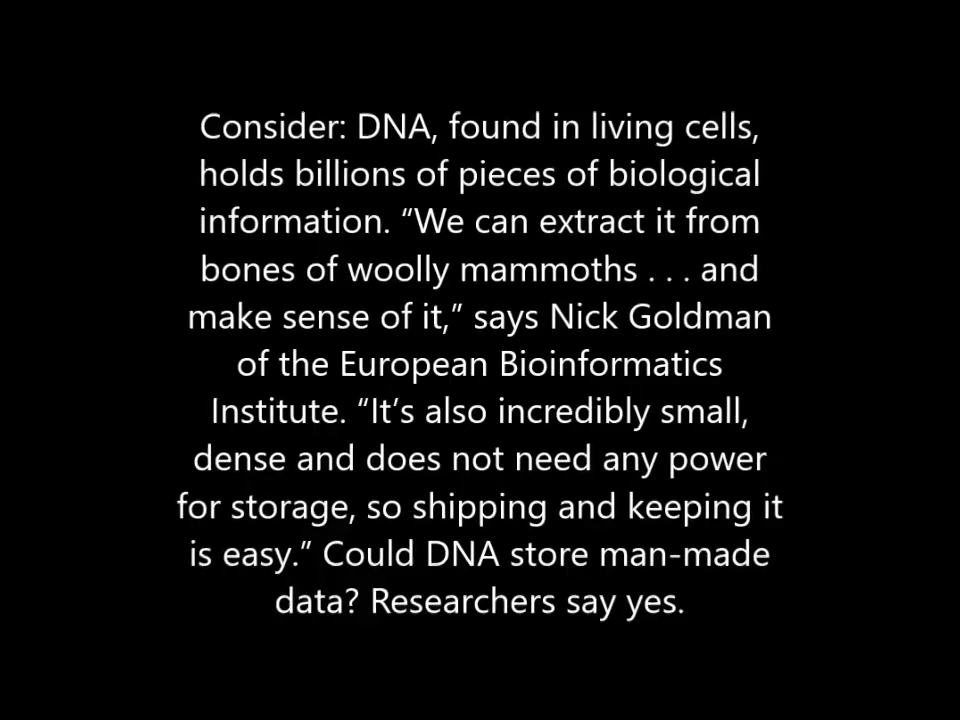 Consider: DNA, found in living cells,
holds billions of pieces of biological
information. “We can extract it from
bones of woolly mammoths . . . and
make sense of it,” says Nick Goldman
of the European Bioinformatics
Institute. “It’s also incredibly small,
dense and does not need any power
for storage, so shipping and keeping it
is easy.” Could DNA store man-made
data? Researchers say yes.